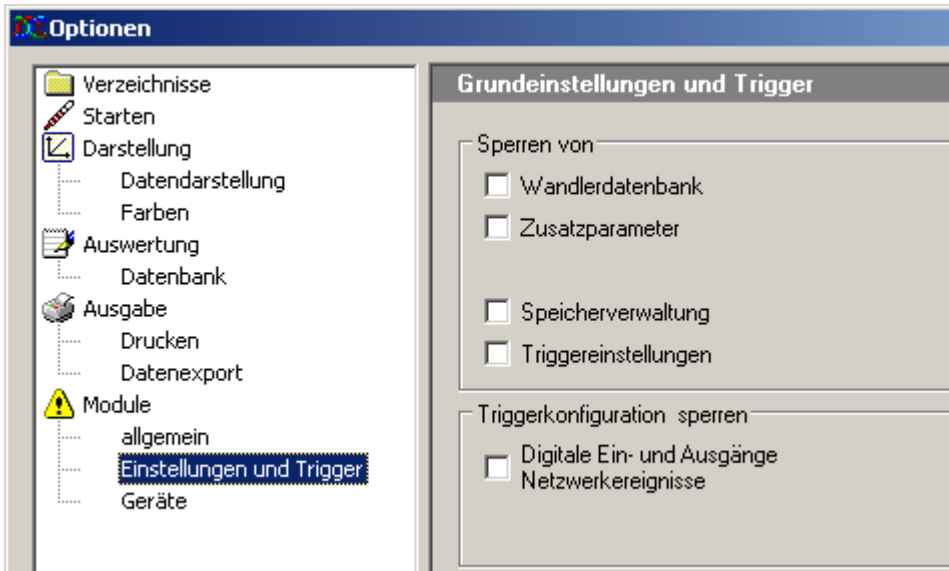 Optionen
Verzeichnisse
Starten
Darstellung
Datendarstellung
Farben
Auswertung
Datenbank
Ausgabe
Drucken
Datenexport
Module
allgemein
Einstellungen und Trigger
Geräte
Grundeinstellungen und Trigger
Sperren von
Wandlerdatenbank
Zusatzparameter
Speicherverwaltung
Triggereinstellungen
Triggerkonfiguration sperren
Digitale Ein- und Ausgänge
Netzwerkereignisse